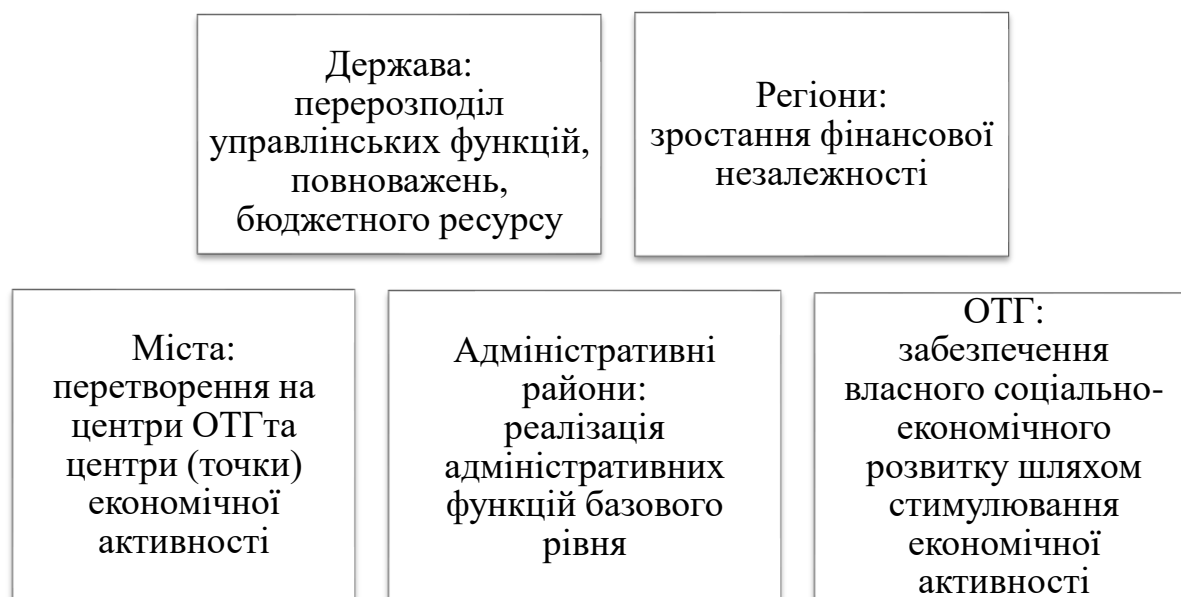 Держава:
перерозподіл
управлінських функцій,
повноважень,
бюджетного ресурсу
Регіони:
зростання фінансової
незалежності
Міста:
перетворення на
центри ОТГта
центри (точки)
економічної
активності
Адміністративні
райони:
реалізація
адміністративних
функцій базового
рівня
ОТГ:
забезпечення
власного соціально-
економічного
розвитку шляхом
стимулювання
економічної
активності